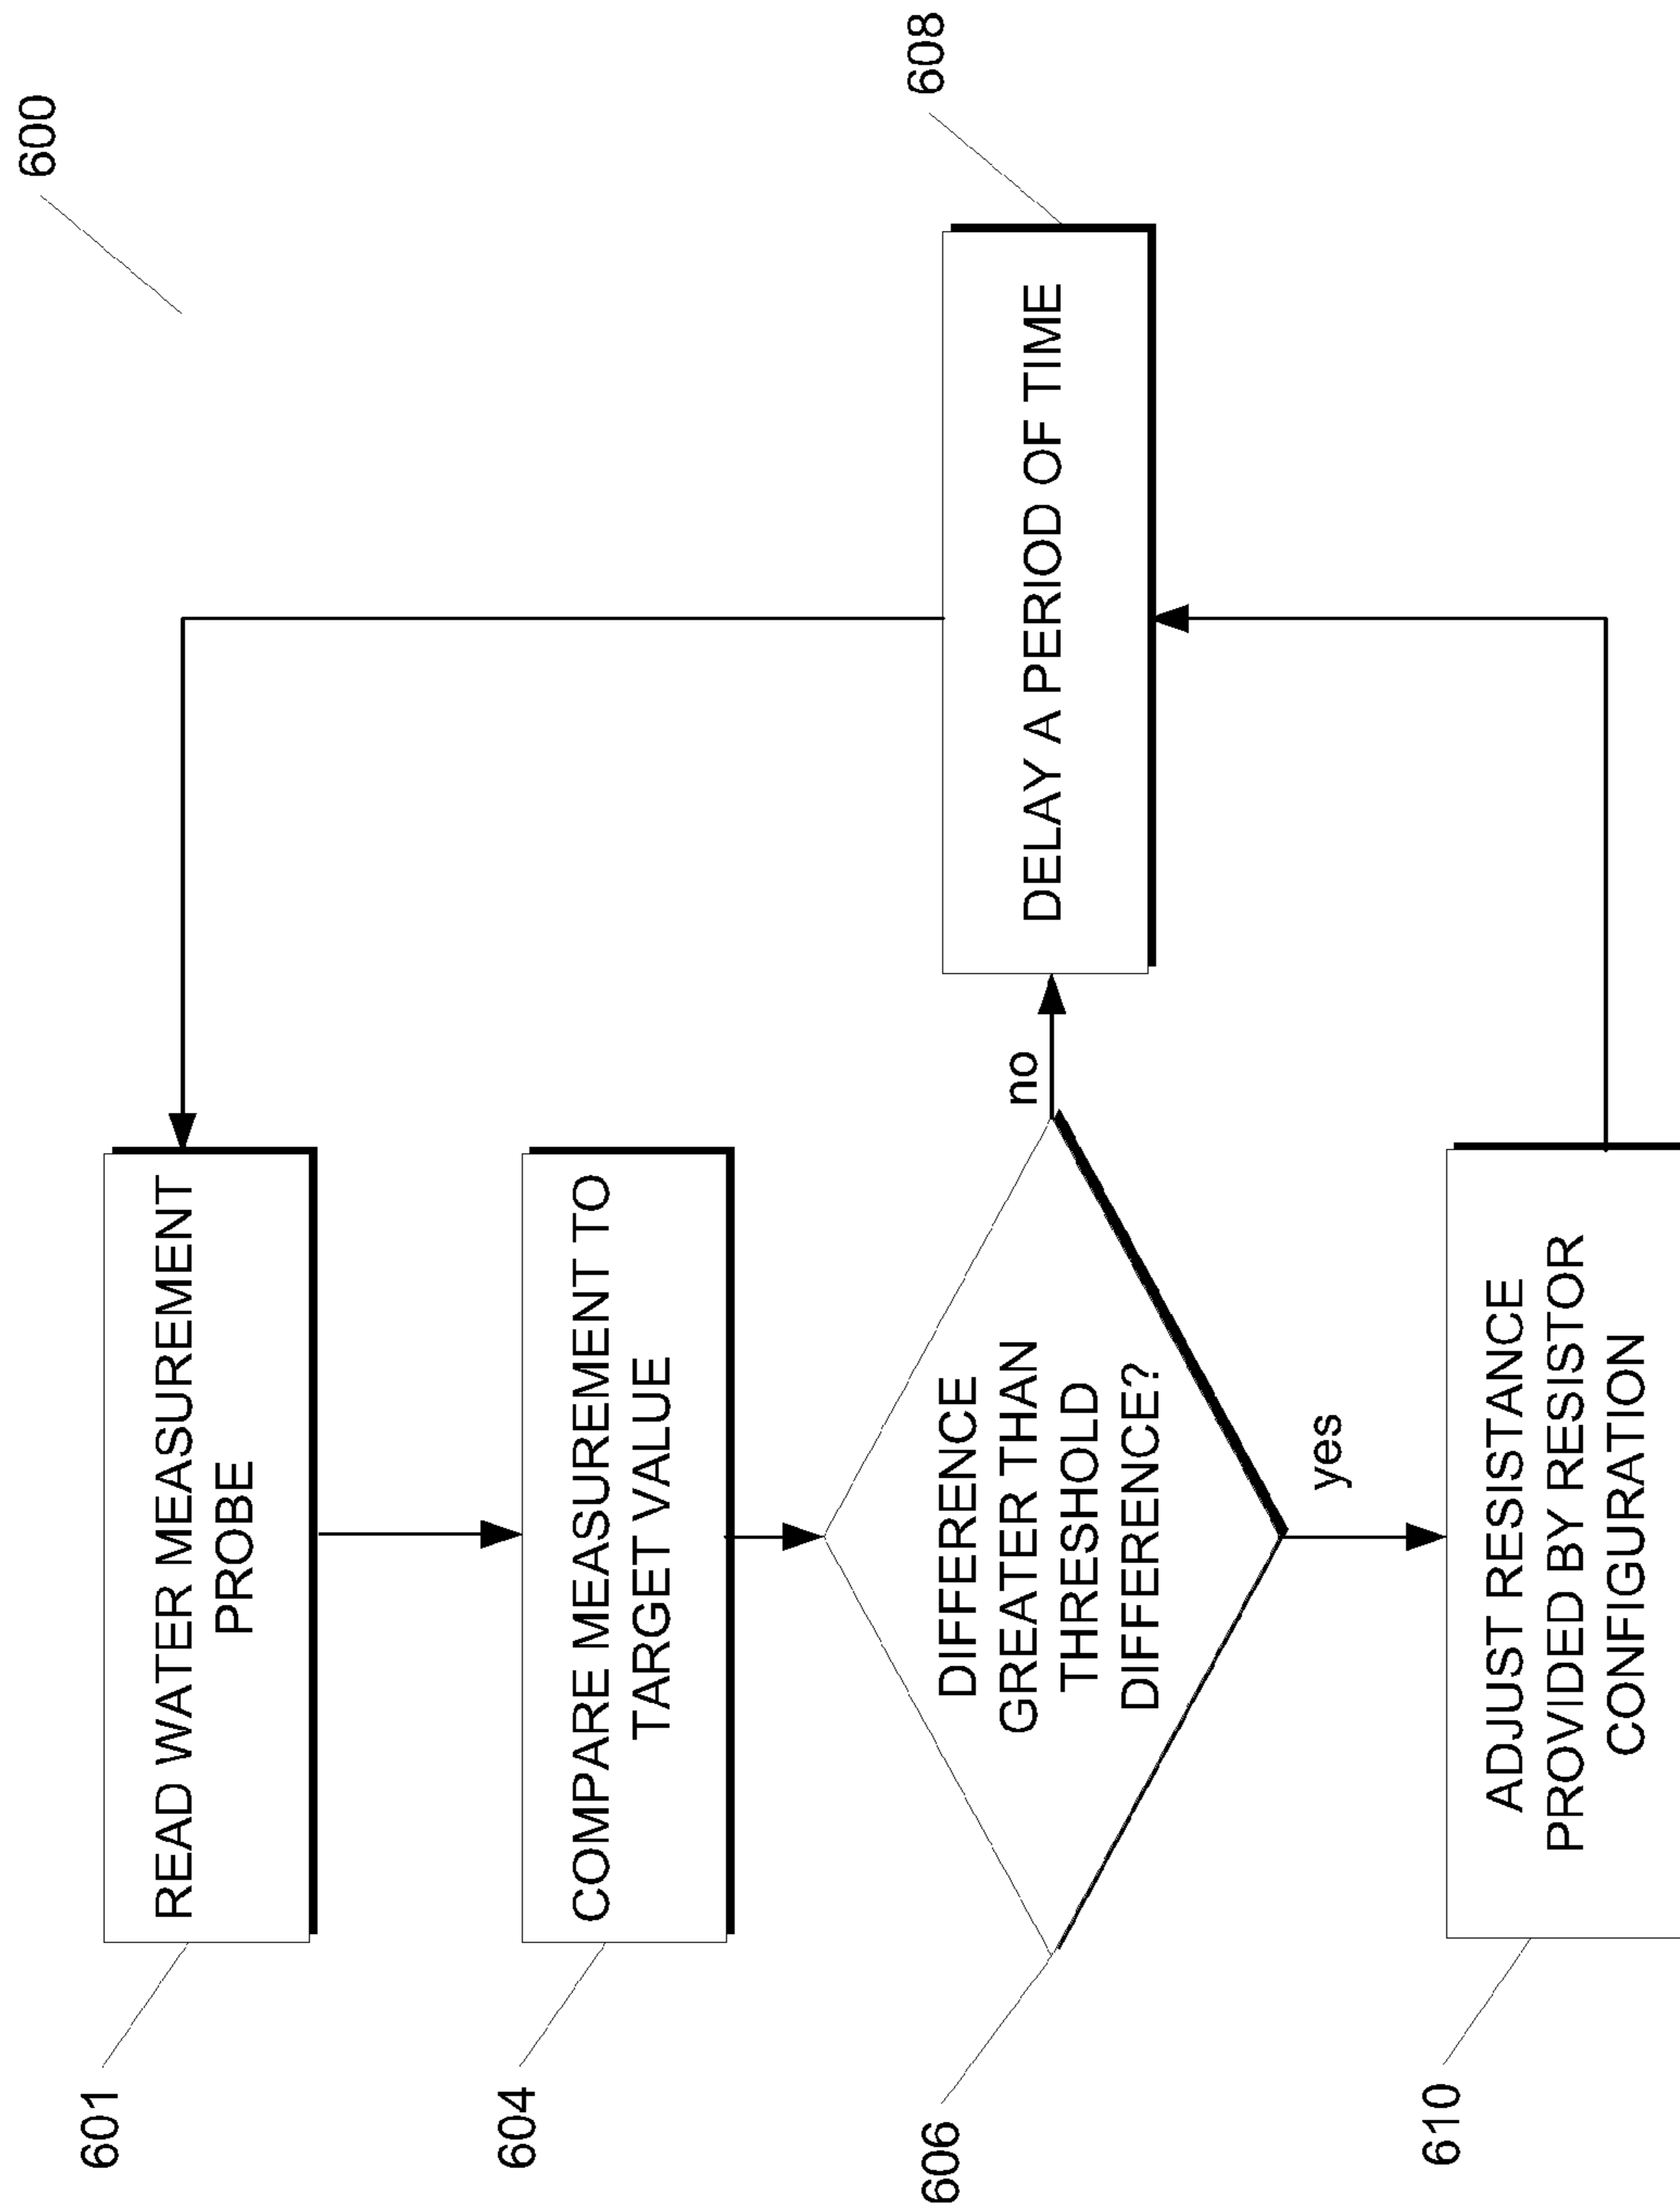 600
601
READ WATER MEASUREMENT
PROBE
604
COMPARE MEASUREMENT TO
TARGET VALUE
606
DIFFERENCE
GREATER THAN
THRESHOLD
DIFFERENCE?
no
DELAY A PERIOD OF TIME
608
yes
610
ADJUST RESISTANCE
PROVIDED BY RESISTOR
CONFIGURATION